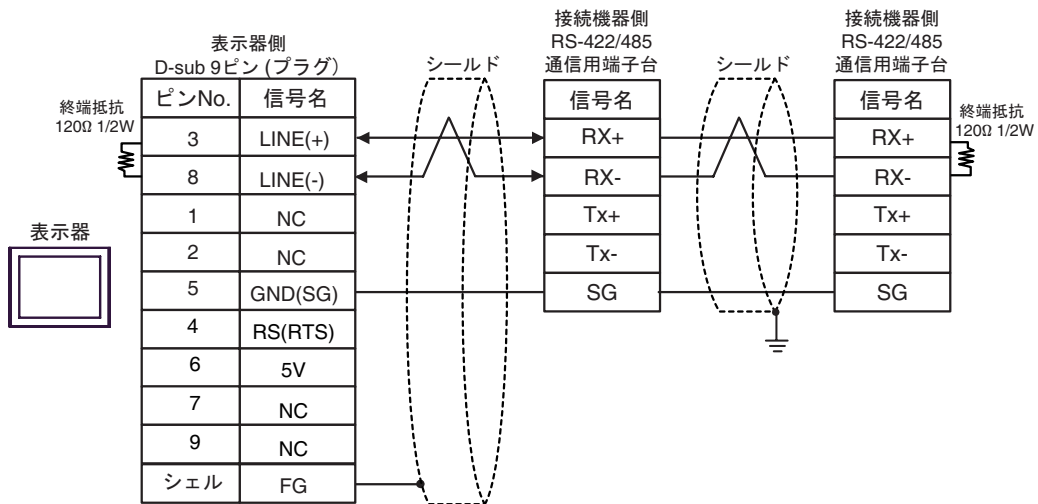 表示器側
D-sub 9ピン (プラグ)
シールド
接続機器側
RS-422/485
通信用端子台
シールド
接続機器側
RS-422/485
通信用端子台
終端抵抗
120Ω 1/2W
ピンNo. 信号名
3 LINE(+)
8 LINE(-)
1 NC
2 NC
5 GND(SG)
4 RS(RTS)
6 5V
7 NC
9 NC
シェル FG
表示器
信号名
RX+
RX-
Tx+
Tx-
SG
信号名
RX+
RX-
Tx+
Tx-
SG
終端抵抗
120Ω 1/2W